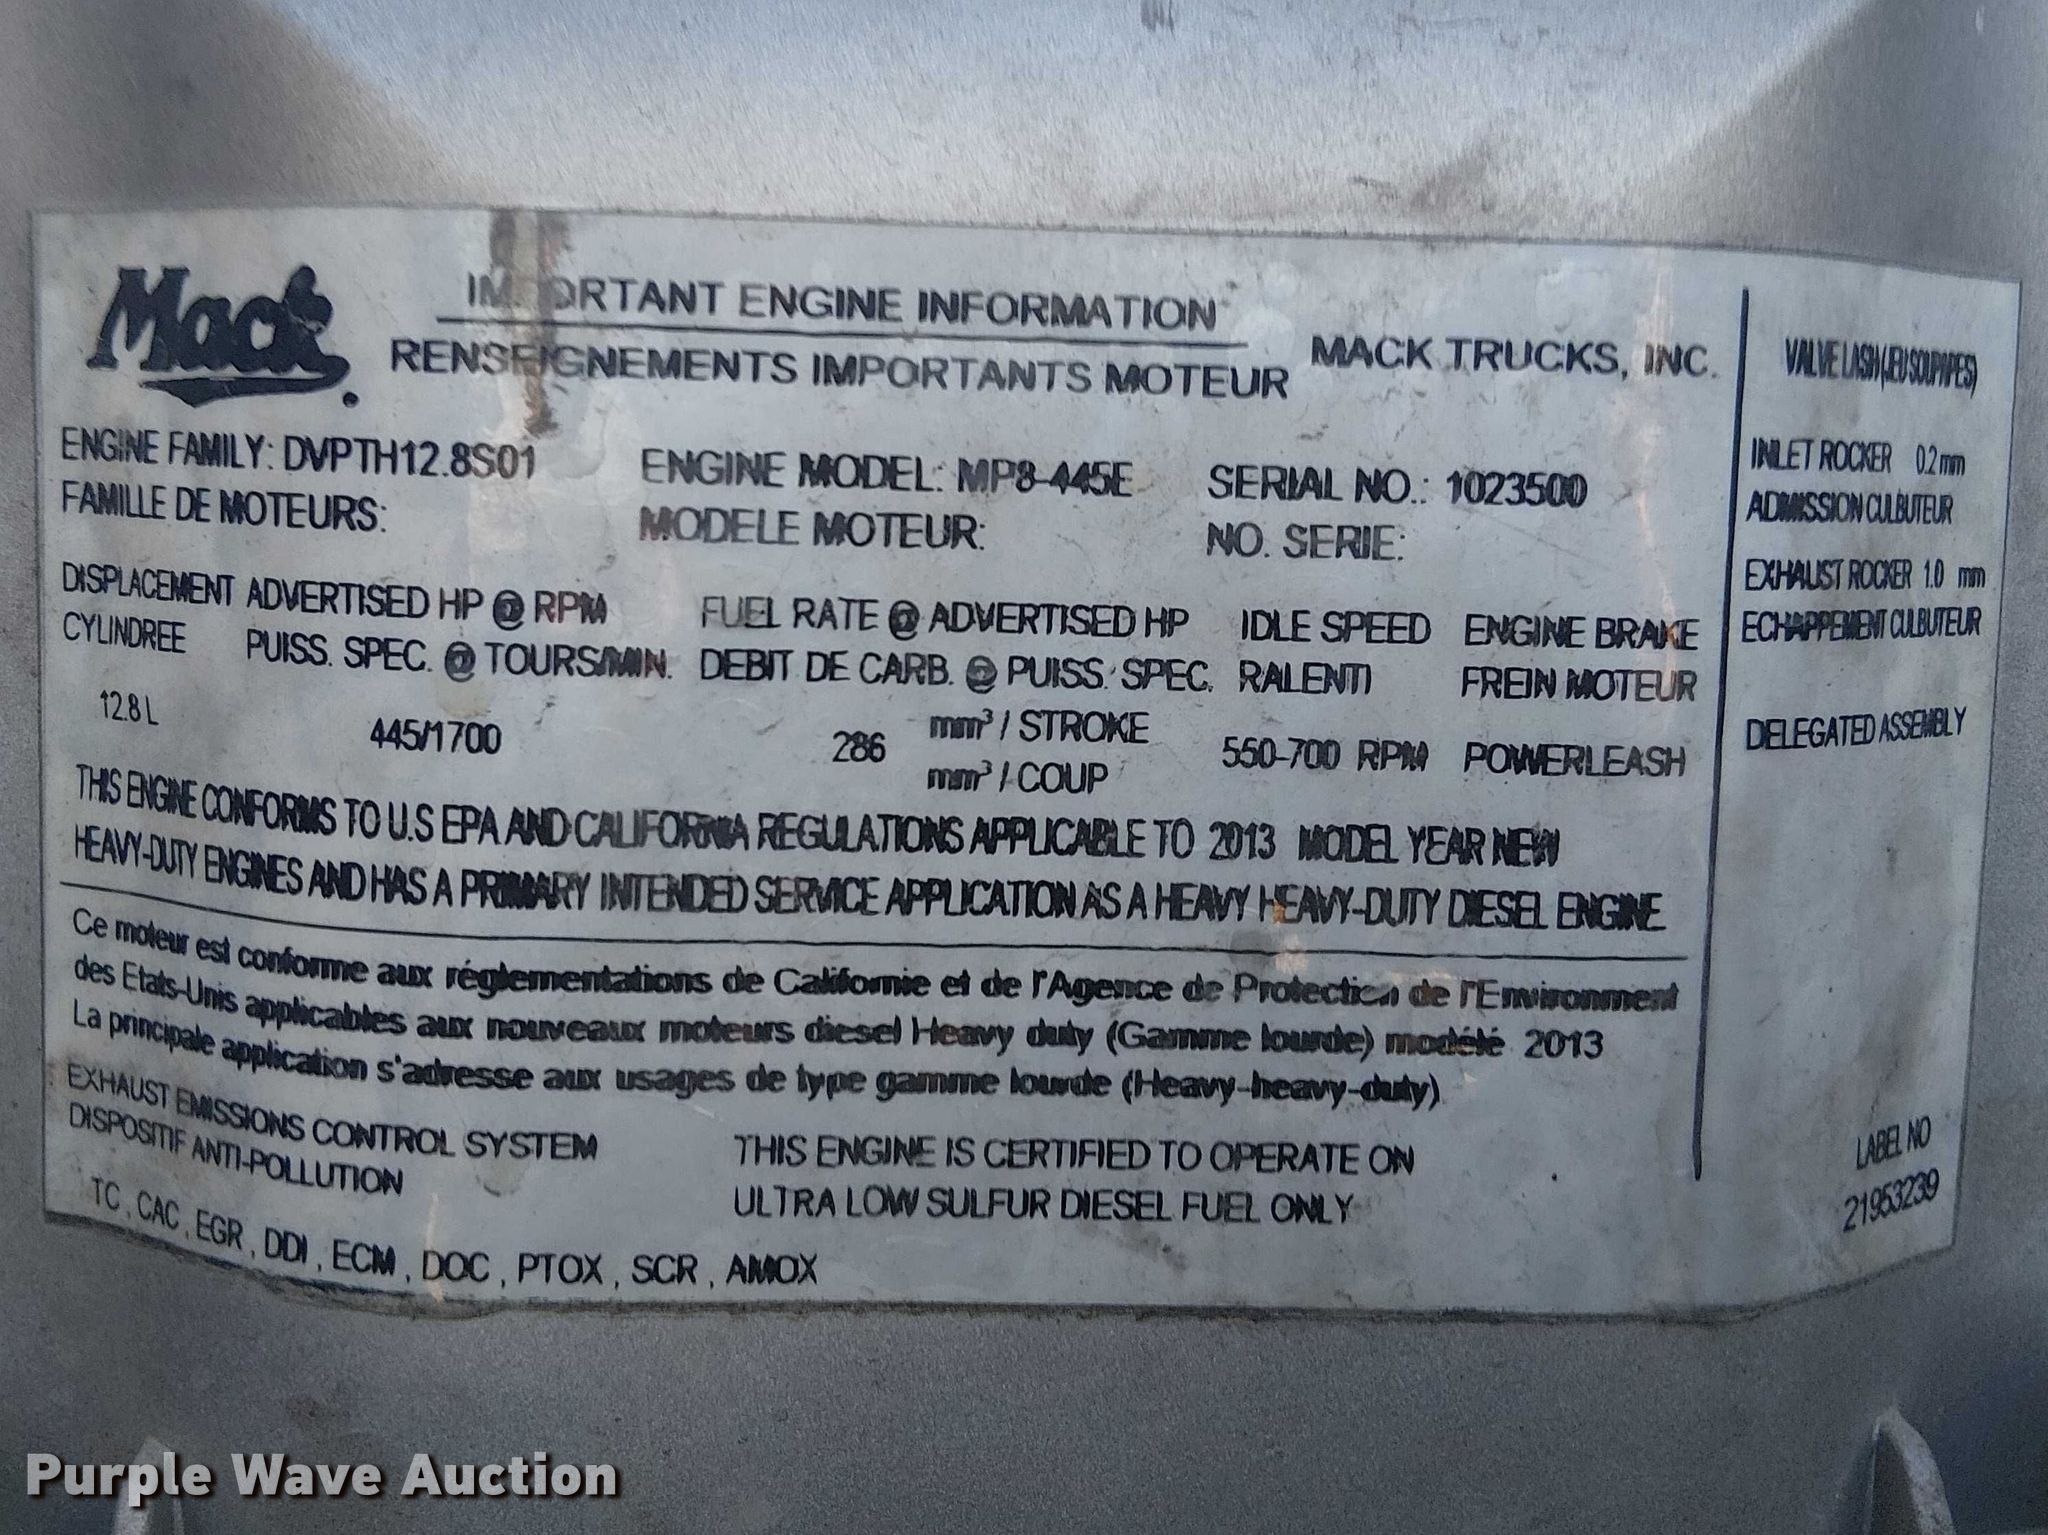 Mack
IMPORTANT ENGINE INFORMATION
RENSEIGNEMENTS IMPORTANTS MOTEUR
MACK TRUCKS, INC.
ENGINE FAMILY: DVPTH12.8S01
FAMILLE DE MOTEURS:
ENGINE MODEL: MP8-445E
MODELE MOTEUR:
SERIAL NO.: 1023500
NO. SERIE:
DISPLACEMENT
CYLINDREE
12.8 L
ADVERTISED HP @ RPM
PUISS. SPEC. @ TOURS/MIN.
445/1700
FUEL RATE @ ADVERTISED HP
DEBIT DE CARB. @ PUISS. SPEC.
286
mm³ / STROKE
mm³ / COUP
IDLE SPEED
RALENTI
550-700 RPM
ENGINE BRAKE
FREIN MOTEUR
POWERLEASH
THIS ENGINE CONFORMS TO U.S EPA AND CALIFORNIA REGULATIONS APPLICABLE TO 2013 MODEL YEAR NEW
HEAVY-DUTY ENGINES AND HAS A PRIMARY INTENDED SERVICE APPLICATION AS A HEAVY HEAVY-DUTY DIESEL ENGINE
Ce moteur est conforme aux réglementations de Californie et de l'Agence de Protection de l'Environment
des Etats-Unis applicables aux nouveaux moteurs diesel Heavy duty (Gamme lourde) modélé 2013
La principale application s'adresse aux usages de type gamme lourde (Heavy-heavy-duty)
EXHAUST EMISSIONS CONTROL SYSTEM
DISPOSITIF ANTI-POLLUTION
TC , CAC , EGR , DDI , ECM , DOC , PTOX , SCR , AMOX
THIS ENGINE IS CERTIFIED TO OPERATE ON
ULTRA LOW SULFUR DIESEL FUEL ONLY
VALVE LASH (JEU SOUPAPES)
INLET ROCKER 0.2 mm
ADMISSION CULBUTEUR
EXHAUST ROCKER 1.0 mm
ECHAPPEMENT CULBUTEUR
DELEGATED ASSEMBLY
LABEL NO
21953239
Purple Wave Auction